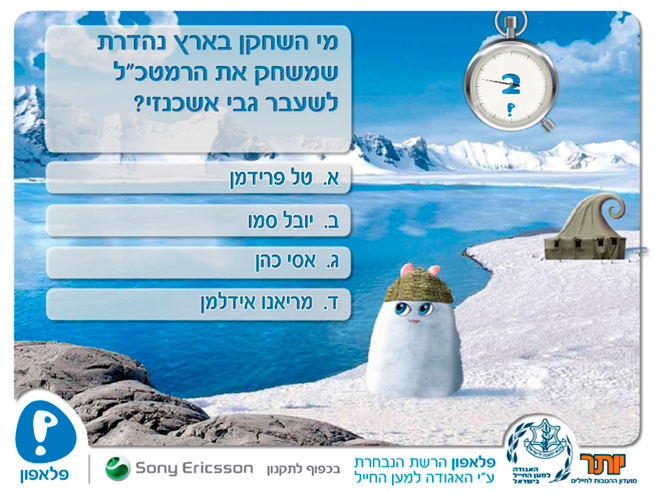 מי השחקן בארץ נהדרת
שמשחק את הרמטכ"ל
לשעבר גבי אשכנזי?
2
?
א. טל פרידמן
ב. יובל סמו
ג. אסי כהן
ד. מריאנו אידלמן
פלאפון
Sony Ericsson
בכפוף לתקנון
פלאפון הרשת הנבחרת
ע"י האגודה למען החייל
האגודה
למען החייל
בישראל
יותר
מועדון ההטבות לחיילים